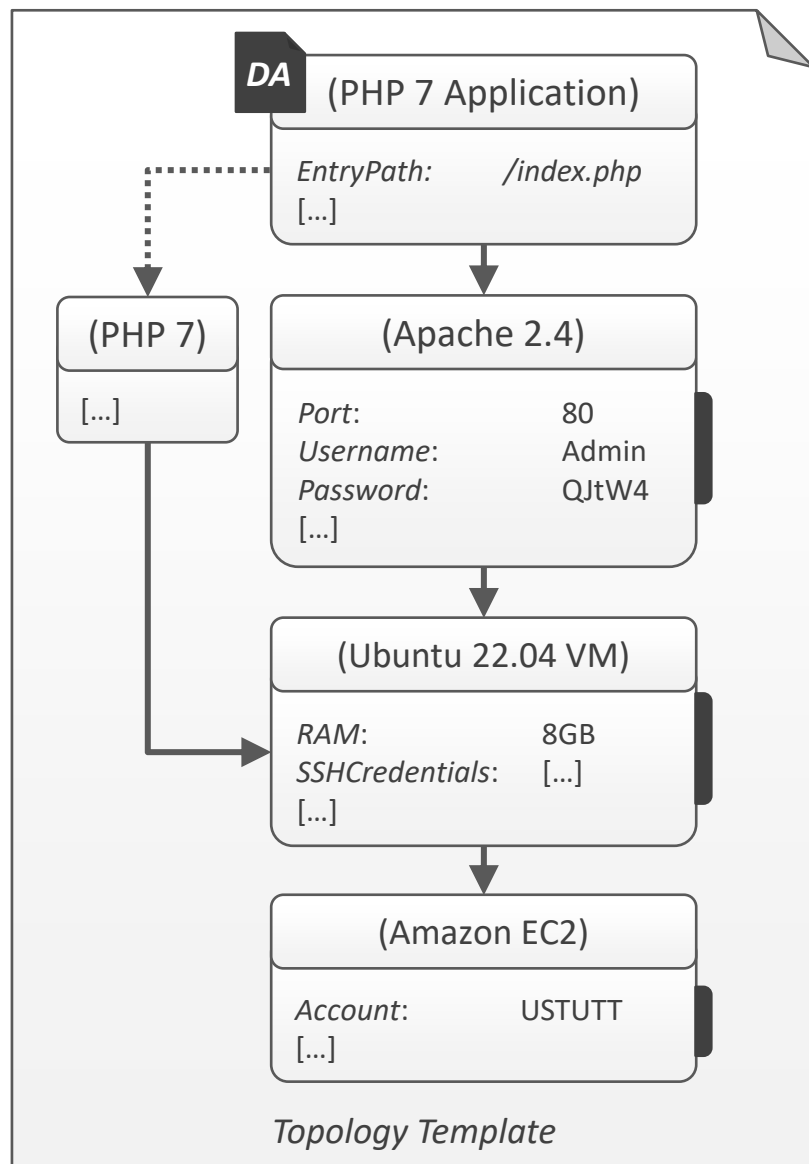 DA
(PHP 7 Application)
EntryPath: /index.php
[...]
(PHP 7)
[...]
(Apache 2.4)
Port: 80
Username: Admin
Password: QJtW4
[...]
(Ubuntu 22.04 VM)
RAM: 8GB
SSHCredentials: [...]
[...]
(Amazon EC2)
Account: USTUTT
[...]
Topology Template